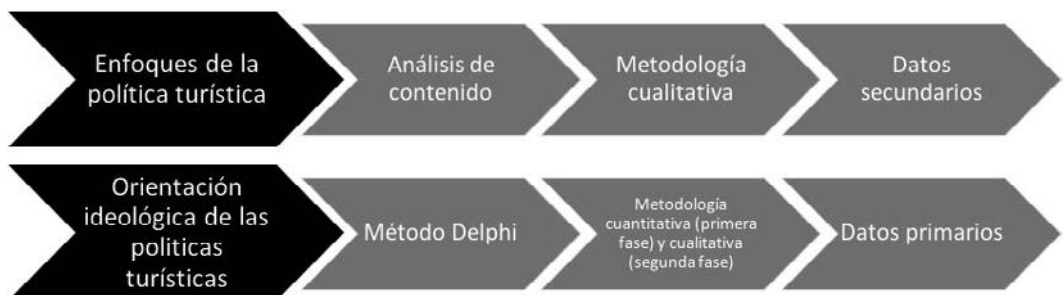 Enfoques de la
política turística
Análisis de
contenido
Metodología
cualitativa
Datos
secundarios
Orientación
ideológica de las
politicas
turísticas
Método Delphi
Metodología
cuantitativa (primera
fase) y cualitativa
(segunda fase)
Datos primarios